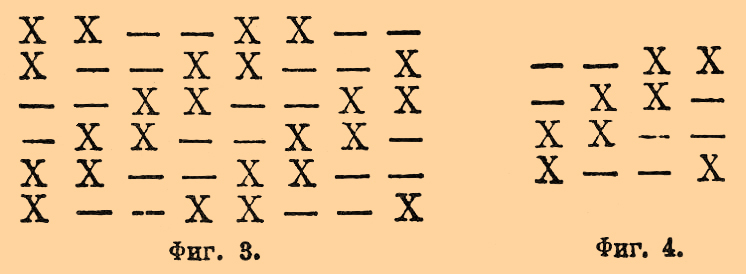 X X — — X X — —
X — — X X — — X
— — X X — — X X
— X X — — X X —
X X — — X X — —
X — — X X — — X
Фиг. 3.
— — X X
— X X —
X X — —
X — — X
Фиг. 4.